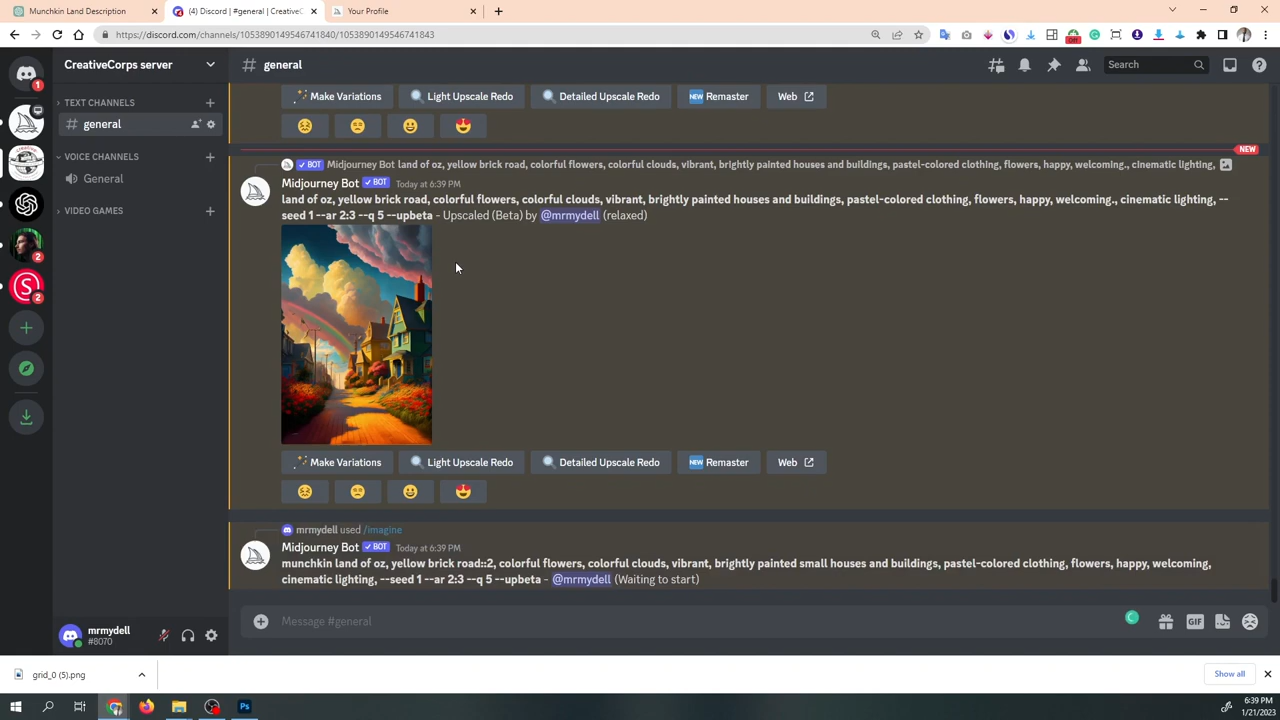 Munchkin Land Description
(4) Discord | #general | CreativeC
Your Profile
https://discord.com/channels/1053890149546741840/1053890149546741843
Off
CreativeCorps server
# general
Search
1
TEXT CHANNELS
# general
VOICE CHANNELS
General
VIDEO GAMES
2
S
2
Make Variations
Light Upscale Redo
Detailed Upscale Redo
NEW Remaster
Web
NEW
BOT Midjourney Bot land of oz, yellow brick road, colorful flowers, colorful clouds, vibrant, brightly painted houses and buildings, pastel-colored clothing, flowers, happy, welcoming., cinematic lighting,
Midjourney Bot BOT Today at 6:39 PM
land of oz, yellow brick road, colorful flowers, colorful clouds, vibrant, brightly painted houses and buildings, pastel-colored clothing, flowers, happy, welcoming., cinematic lighting, --
seed 1 --ar 2:3 --q 5 --upbeta - Upscaled (Beta) by @mrmydell (relaxed)
Make Variations
Light Upscale Redo
Detailed Upscale Redo
NEW Remaster
Web
mrmydell used /imagine
Midjourney Bot BOT Today at 6:39 PM
munchkin land of oz, yellow brick road::2, colorful flowers, colorful clouds, vibrant, brightly painted small houses and buildings, pastel-colored clothing, flowers, happy, welcoming,
cinematic lighting, --seed 1 --ar 2:3 --q 5 --upbeta - @mrmydell (Waiting to start)
Message #general
GIF
mrmydell
#8070
grid_0 (5).png
Show all
Ps
6:39 PM
1/21/2023